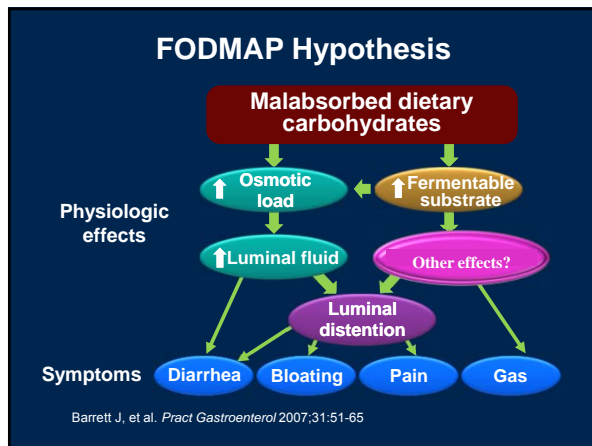 FODMAP Hypothesis
Malabsorbed dietary
carbohydrates
Osmotic
load
Fermentable
substrate
Physiologic
effects
Luminal fluid
Other effects?
Luminal
distention
Symptoms
Diarrhea
Bloating
Pain
Gas
Barrett J, et al. Pract Gastroenterol 2007;31:51-65